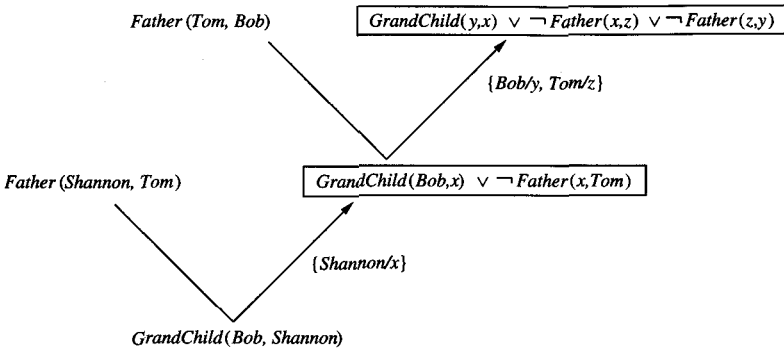 Father (Tom, Bob)
GrandChild(y,x) ∨ ¬ Father(x,z) ∨ ¬ Father(z,y)
{Bob/y, Tom/z}
Father (Shannon, Tom)
GrandChild(Bob,x) ∨ ¬ Father(x,Tom)
{Shannon/x}
GrandChild(Bob, Shannon)